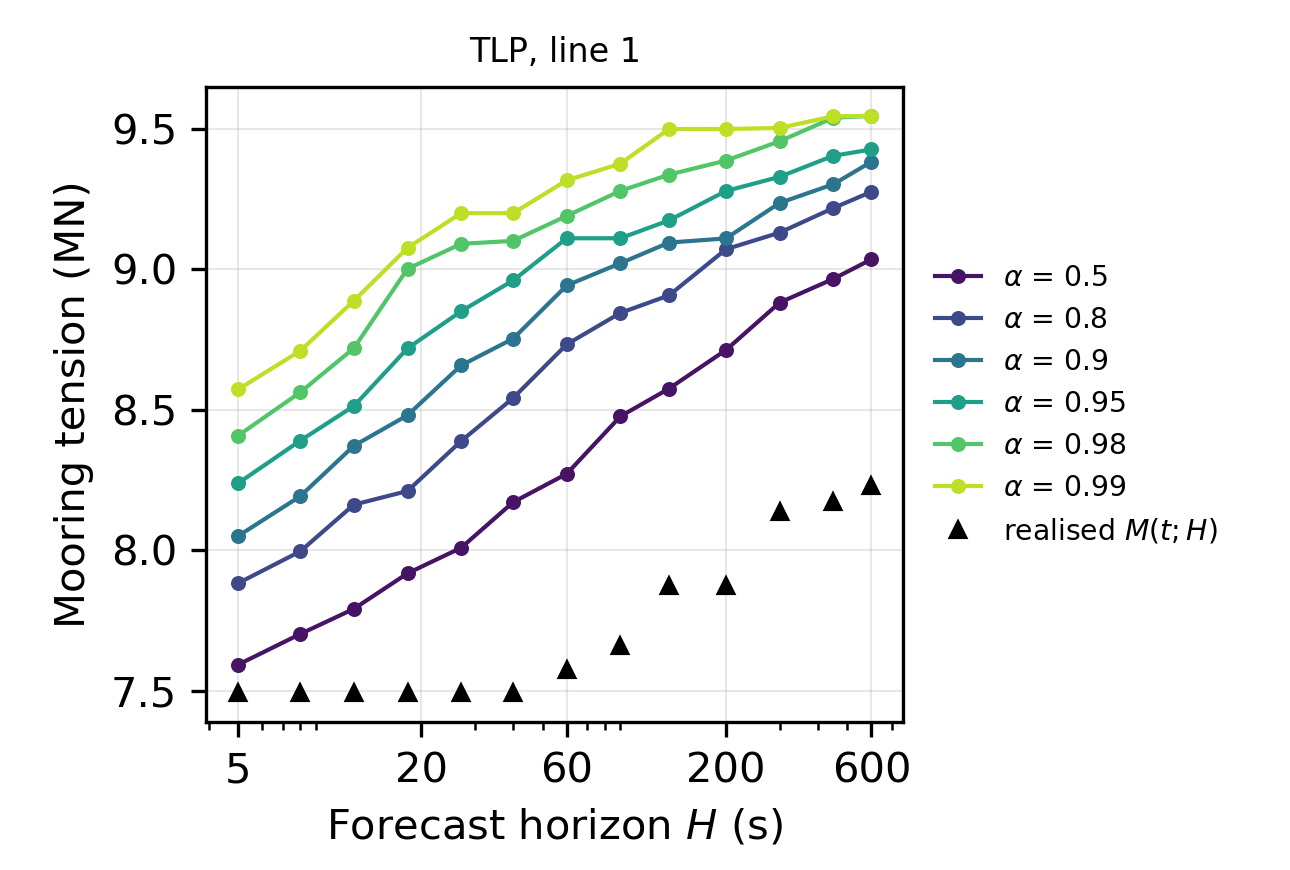 TLP, line 1
Mooring tension (MN)
9.5
9.0
8.5
8.0
7.5
5 20 60 200 600
Forecast horizon H (s)
α = 0.5
α = 0.8
α = 0.9
α = 0.95
α = 0.98
α = 0.99
realised M(t; H)